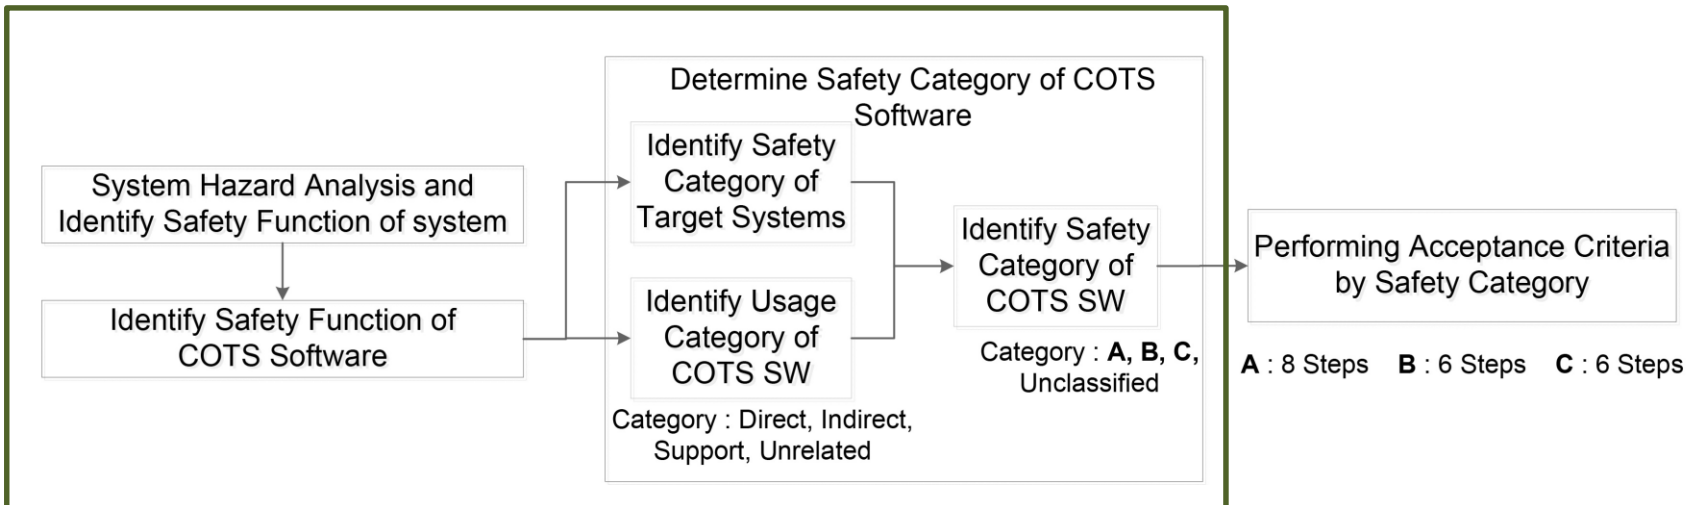 System Hazard Analysis and
Identify Safety Function of system
Identify Safety Function of
COTS Software
Determine Safety Category of COTS
Software
Identify Safety
Category of
Target Systems
Identify Usage
Category of
COTS SW
Category : Direct, Indirect,
Support, Unrelated
Identify Safety
Category of
COTS SW
Category : A, B, C,
Unclassified
Performing Acceptance Criteria
by Safety Category
A : 8 Steps B : 6 Steps C : 6 Steps